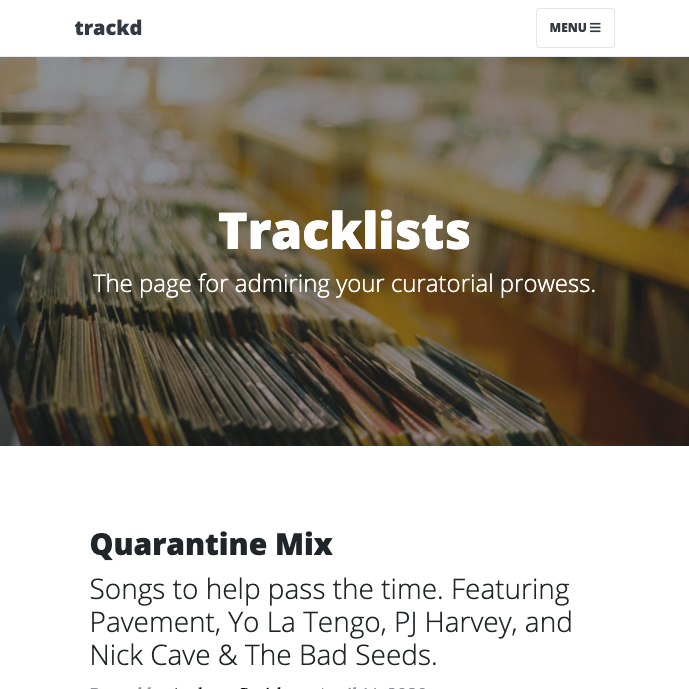 trackd
MENU
Tracklists
The page for admiring your curatorial prowess.
Quarantine Mix
Songs to help pass the time. Featuring
Pavement, Yo La Tengo, PJ Harvey, and
Nick Cave & The Bad Seeds.